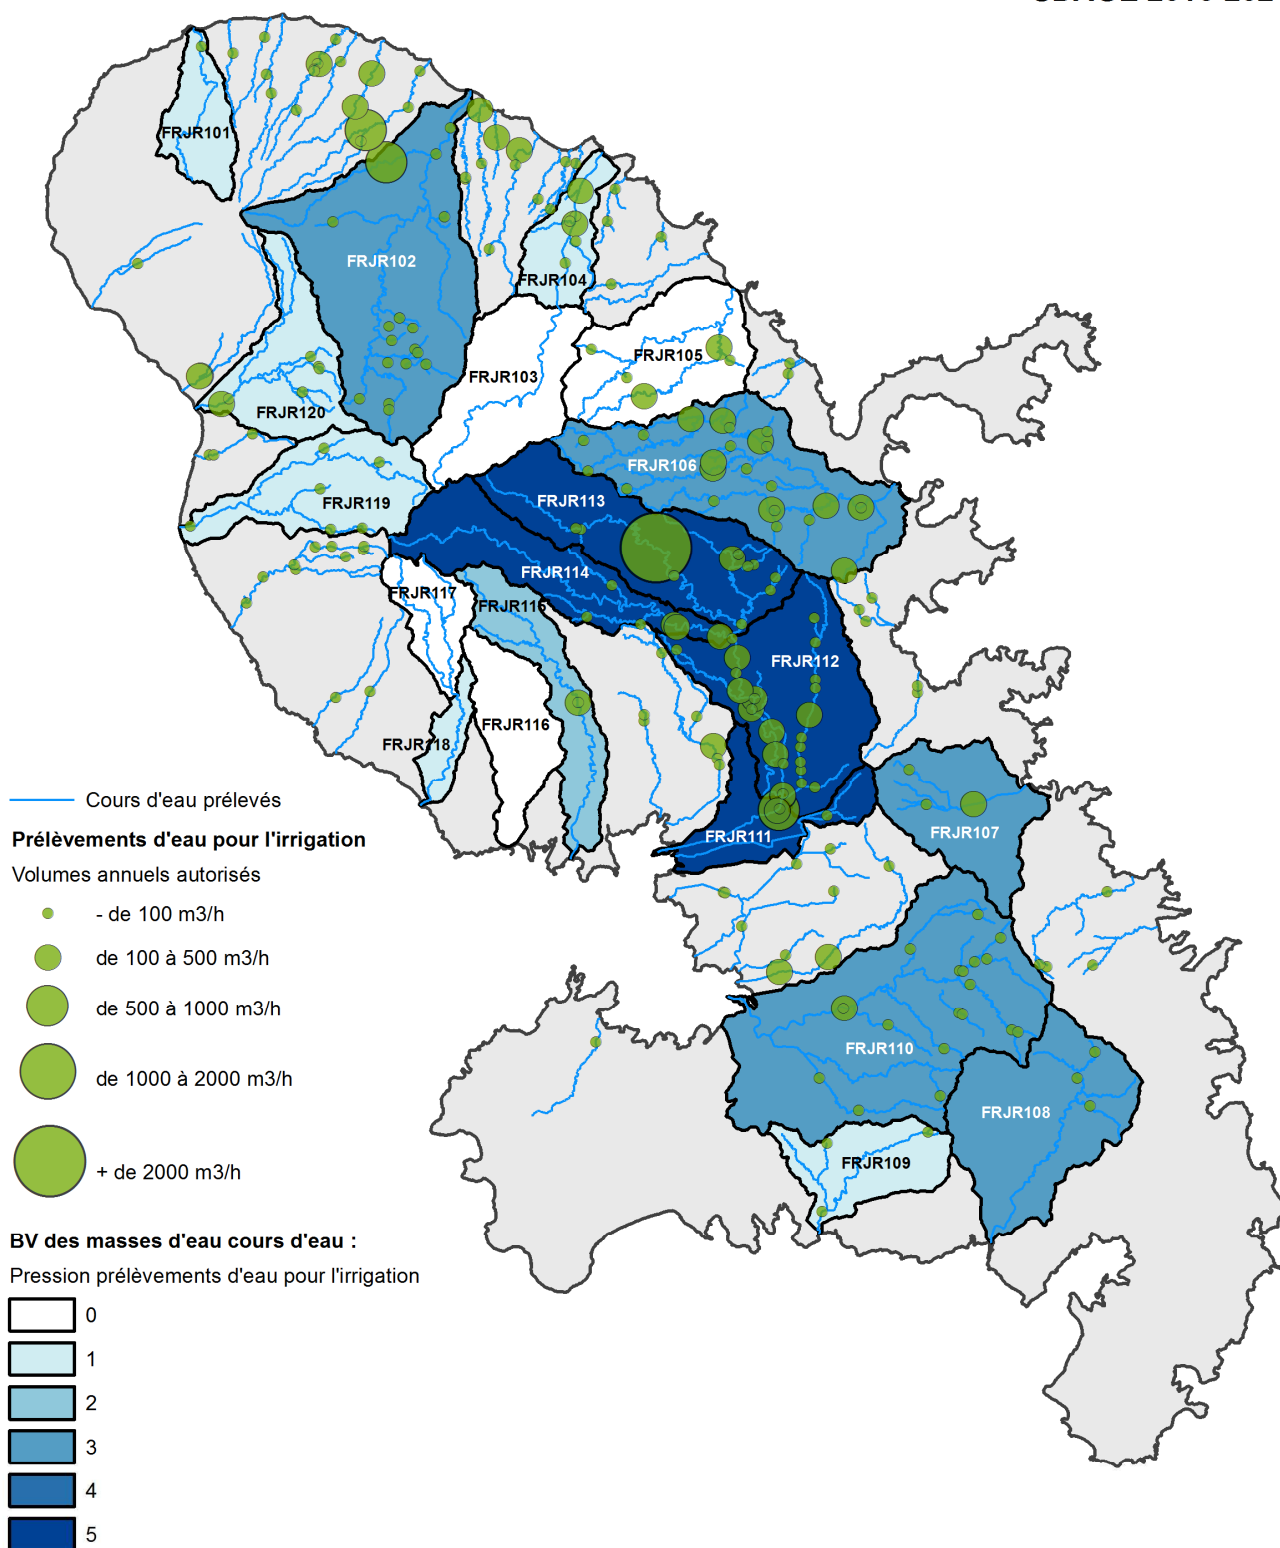 FRJR101
FRJR102
FRJR104
FRJR105
FRJR103
FRJR120
FRJR106
FRJR113
FRJR119
FRJR114
FRJR117
FRJR115
FRJR112
FRJR116
FRJR118
FRJR111
FRJR107
FRJR110
FRJR108
FRJR109
Cours d'eau prélevés
Prélèvements d'eau pour l'irrigation
Volumes annuels autorisés
- de 100 m3/h
de 100 à 500 m3/h
de 500 à 1000 m3/h
de 1000 à 2000 m3/h
+ de 2000 m3/h
BV des masses d'eau cours d'eau :
Pression prélèvements d'eau pour l'irrigation
0
1
2
3
4
5